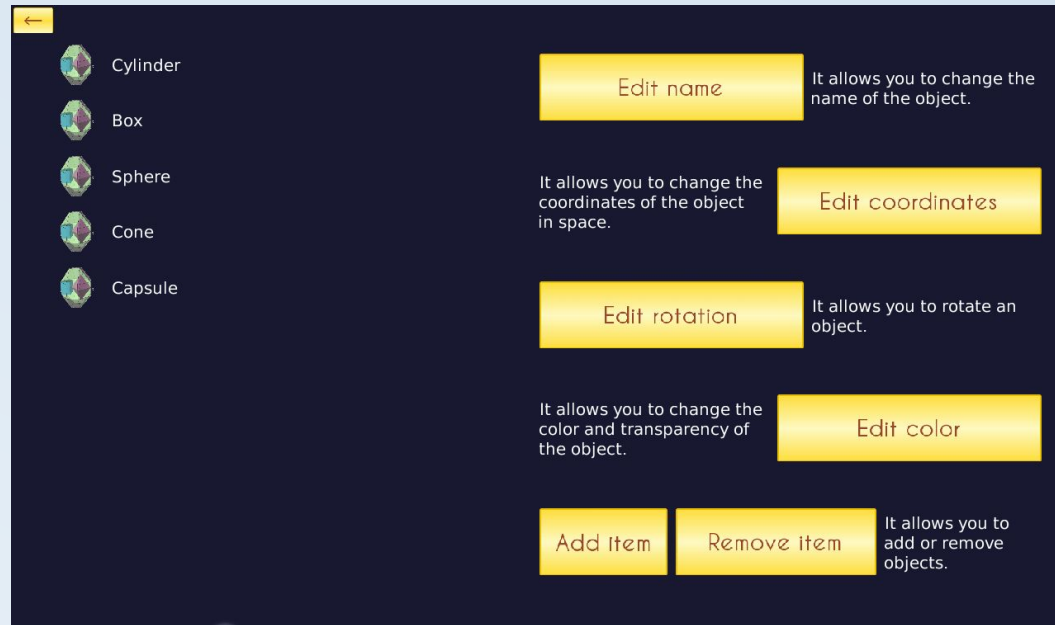 ←
Cylinder
Box
Sphere
Cone
Capsule
Edit name
It allows you to change the
name of the object.
It allows you to change the
coordinates of the object
in space.
Edit coordinates
Edit rotation
It allows you to rotate an
object.
It allows you to change the
color and transparency of
the object.
Edit color
Add item
Remove item
It allows you to
add or remove
objects.